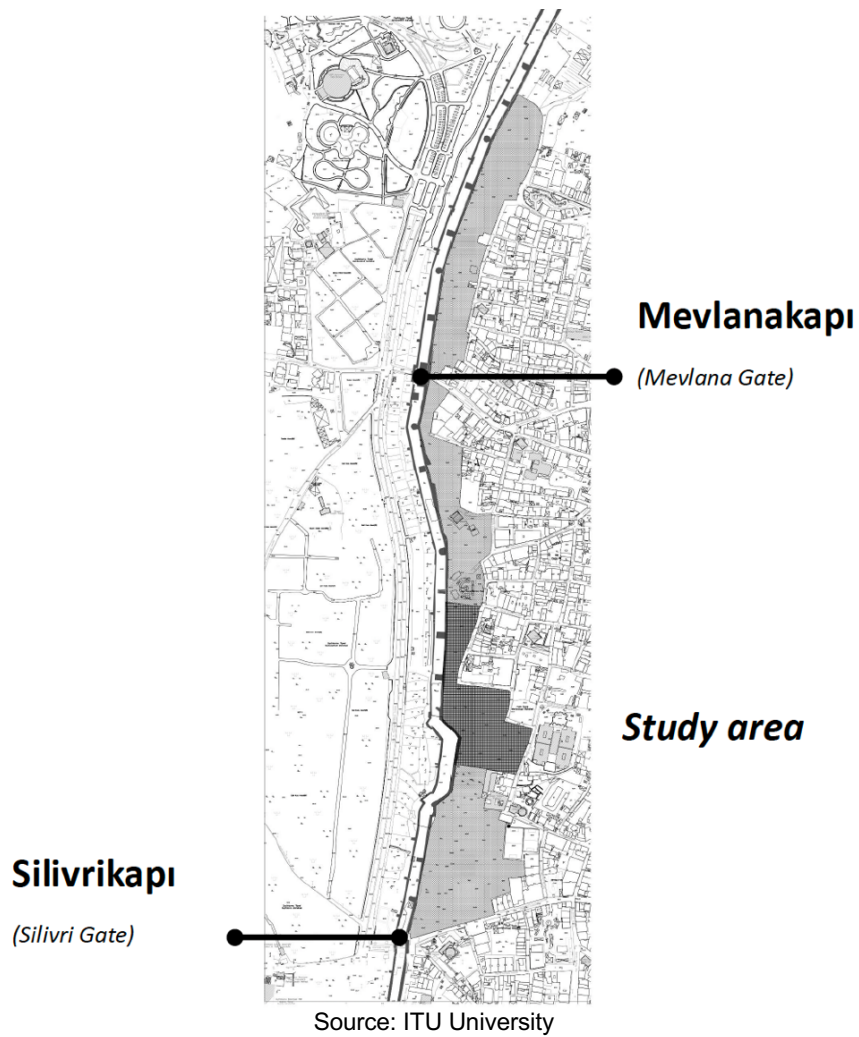 Mevlanakapı
(Mevlana Gate)
Study area
Silivrikapı
(Silivri Gate)
Source: ITU University